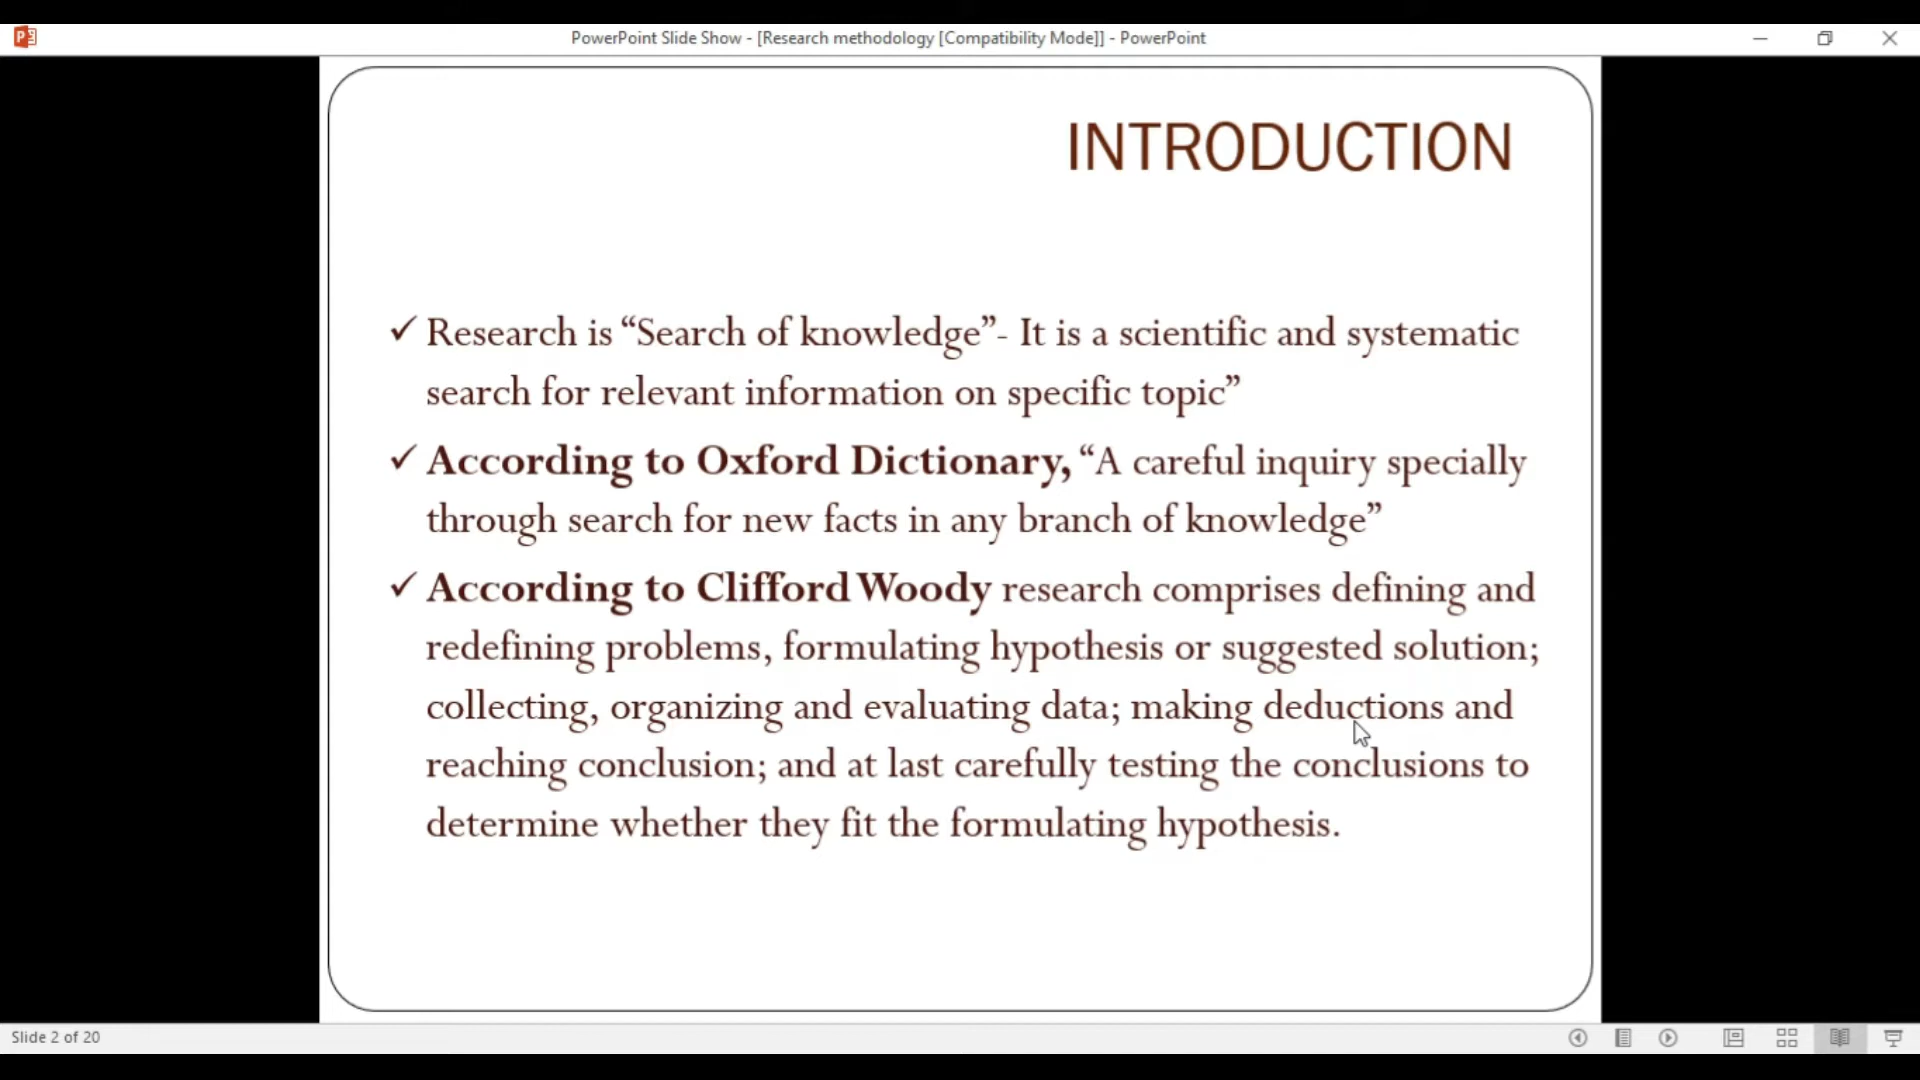 PowerPoint Slide Show - [Research methodology [Compatibility Mode]] - PowerPoint
INTRODUCTION
✓ Research is “Search of knowledge”- It is a scientific and systematic
search for relevant information on specific topic”
✓ According to Oxford Dictionary, “A careful inquiry specially
through search for new facts in any branch of knowledge”
✓ According to Clifford Woody research comprises defining and
redefining problems, formulating hypothesis or suggested solution;
collecting, organizing and evaluating data; making deductions and
reaching conclusion; and at last carefully testing the conclusions to
determine whether they fit the formulating hypothesis.
Slide 2 of 20